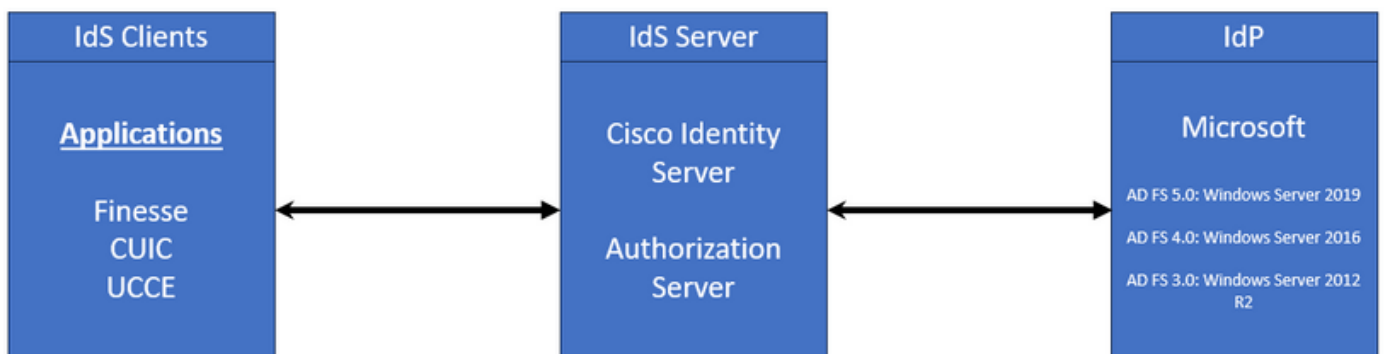 IdS Clients
Applications
Finesse
CUIC
UCCE
IdS Server
Cisco Identity
Server
Authorization
Server
IdP
Microsoft
AD FS 5.0: Windows Server 2019
AD FS 4.0: Windows Server 2016
AD FS 3.0: Windows Server 2012
R2